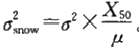 σ²snow = σ² × X₅₀/μ.